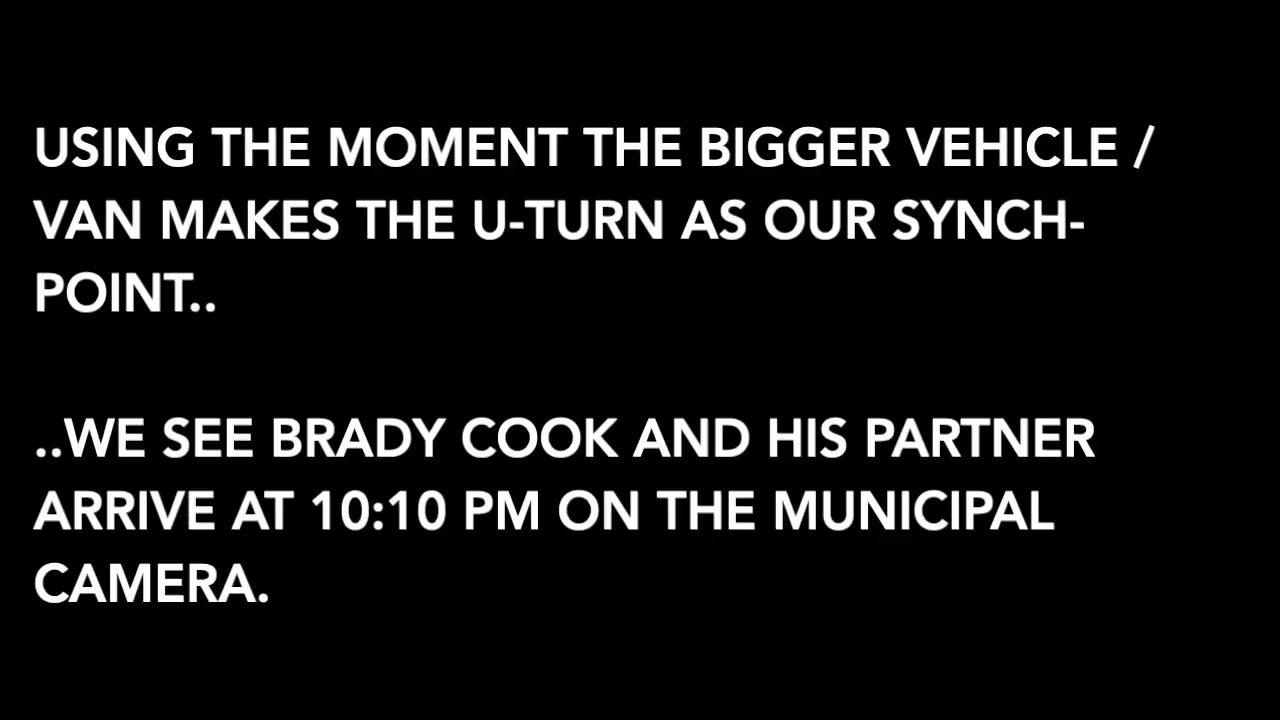 USING THE MOMENT THE BIGGER VEHICLE /
VAN MAKES THE U-TURN AS OUR SYNCH-
POINT..
..WE SEE BRADY COOK AND HIS PARTNER
ARRIVE AT 10:10 PM ON THE MUNICIPAL
CAMERA.